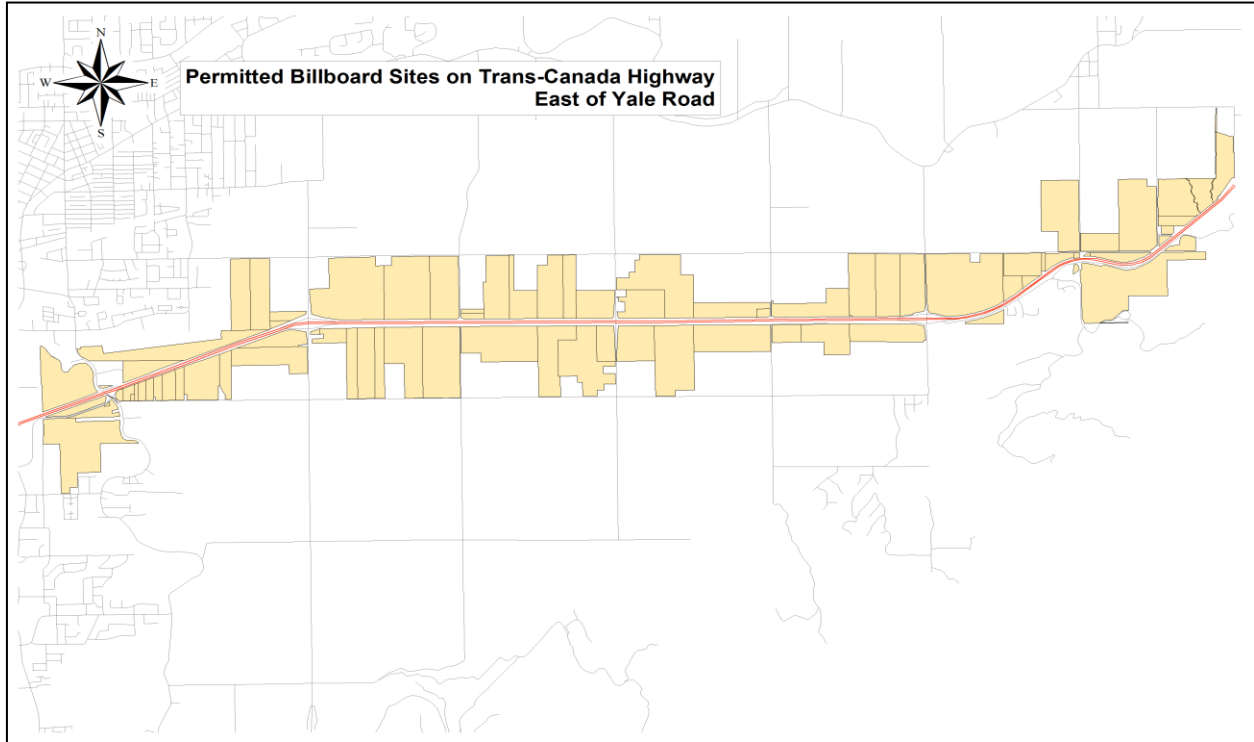 N
W E
S
Permitted Billboard Sites on Trans-Canada Highway
East of Yale Road